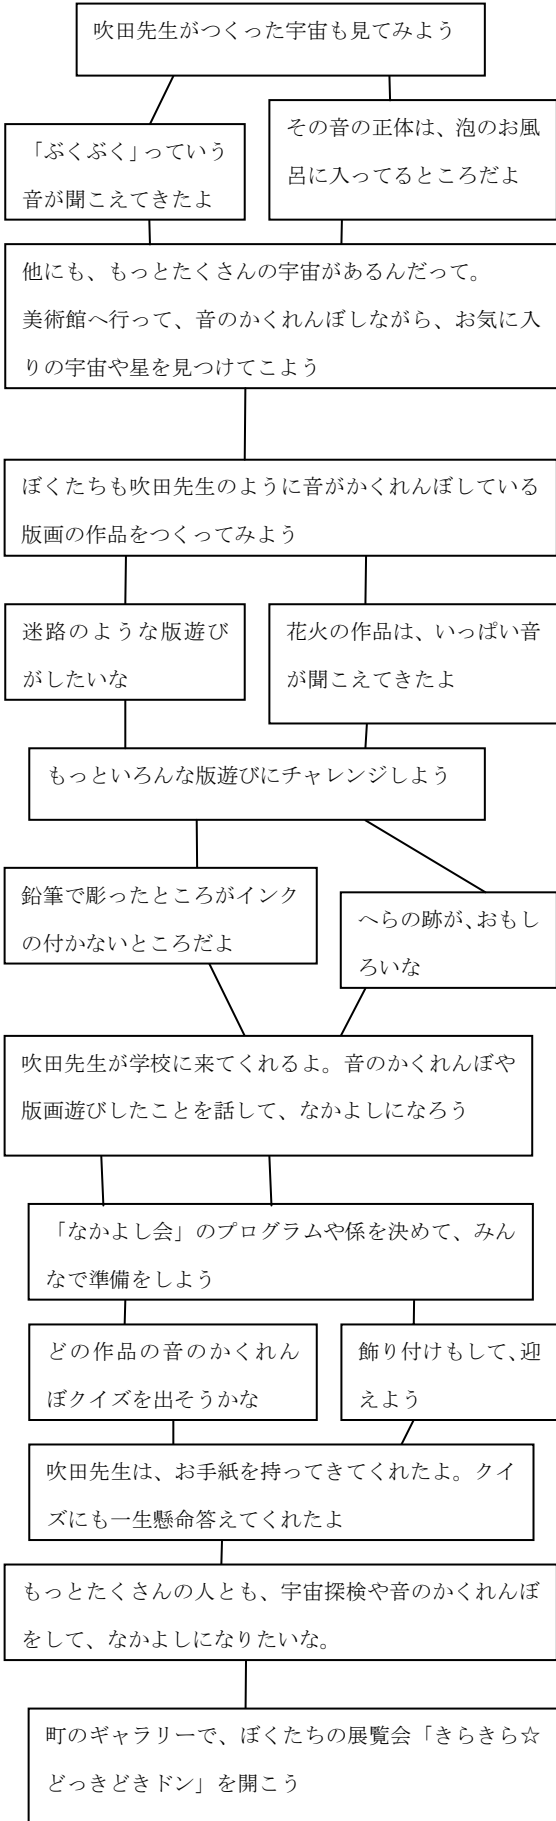 吹田先生がつくった宇宙も見てみよう
「ぶくぶく」っていう
音が聞こえてきたよ
その音の正体は、泡のお風
呂に入ってるところだよ
他にも、もっとたくさんの宇宙があるんだって。
美術館へ行って、音のかくれんぼしながら、お気に入
りの宇宙や星を見つけてこよう
ぼくたちも吹田先生のように音がかくれんぼしている
版画の作品をつくってみよう
迷路のような版遊び
がしたいな
花火の作品は、いっぱい音
が聞こえてきたよ
もっといろんな版遊びにチャレンジしよう
鉛筆で彫ったところがインク
の付かないところだよ
へらの跡が、おもし
ろいな
吹田先生が学校に来てくれるよ。音のかくれんぼや
版画遊びしたことを話して、なかよしになろう
「なかよし会」のプログラムや係を決めて、みん
なで準備をしよう
どの作品の音のかくれん
ぼクイズを出そうかな
飾り付けもして、迎
えよう
吹田先生は、お手紙を持ってきてくれたよ。クイ
ズにも一生懸命答えてくれたよ
もっとたくさんの人とも、宇宙探検や音のかくれんぼ
をして、なかよしになりたいな。
町のギャラリーで、ぼくたちの展覧会「きらきら☆
どっきどきドン」を開こう